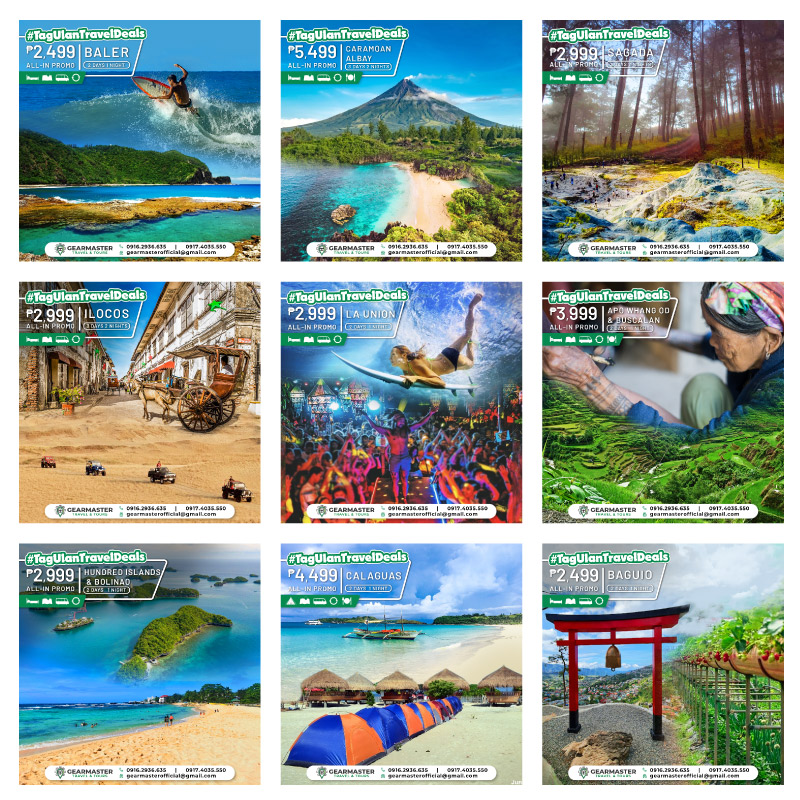 #TagUlanTravelDeals
₱2,499 BALER
ALL-IN PROMO 2 DAYS 1 NIGHT
GEARMASTER
TRAVEL & TOURS
0916.2936.635 | 0917.4035.550
gearmasterofficial@gmail.com
#TagUlanTravelDeals
₱5,499 CARAMOAN
ALBAY
ALL-IN PROMO 3 DAYS 2 NIGHTS
GEARMASTER
TRAVEL & TOURS
0916.2936.635 | 0917.4035.550
gearmasterofficial@gmail.com
#TagUlanTravelDeals
₱2,999 SAGADA
ALL-IN PROMO
GEARMASTER
TRAVEL & TOURS
0916.2936.635 | 0917.4035.550
gearmasterofficial@gmail.com
#TagUlanTravelDeals
₱2,999 ILOCOS
ALL-IN PROMO 3 DAYS 2 NIGHTS
GEARMASTER
TRAVEL & TOURS
0916.2936.635 | 0917.4035.550
gearmasterofficial@gmail.com
#TagUlanTravelDeals
₱2,999 LA UNION
ALL-IN PROMO 2 DAYS 1 NIGHT
GEARMASTER
TRAVEL & TOURS
0916.2936.635 | 0917.4035.550
gearmasterofficial@gmail.com
#TagUlanTravelDeals
₱3,999 APO WHANG OD
& BUSCALAN
ALL-IN PROMO
GEARMASTER
TRAVEL & TOURS
0916.2936.635 | 0917.4035.550
gearmasterofficial@gmail.com
#TagUlanTravelDeals
₱2,999 HUNDRED ISLANDS
& BOLINAO
ALL-IN PROMO 2 DAYS 1 NIGHT
GEARMASTER
TRAVEL & TOURS
0916.2936.635 | 0917.4035.550
gearmasterofficial@gmail.com
#TagUlanTravelDeals
₱4,499 CALAGUAS
ALL-IN PROMO 2 DAYS 1 NIGHT
GEARMASTER
TRAVEL & TOURS
0916.2936.635 | 0917.4035.550
gearmasterofficial@gmail.com
#TagUlanTravelDeals
₱2,499 BAGUIO
ALL-IN PROMO 2 DAYS 1 NIGHT
GEARMASTER
TRAVEL & TOURS
0916.2936.635 | 0917.4035.550
gearmasterofficial@gmail.com